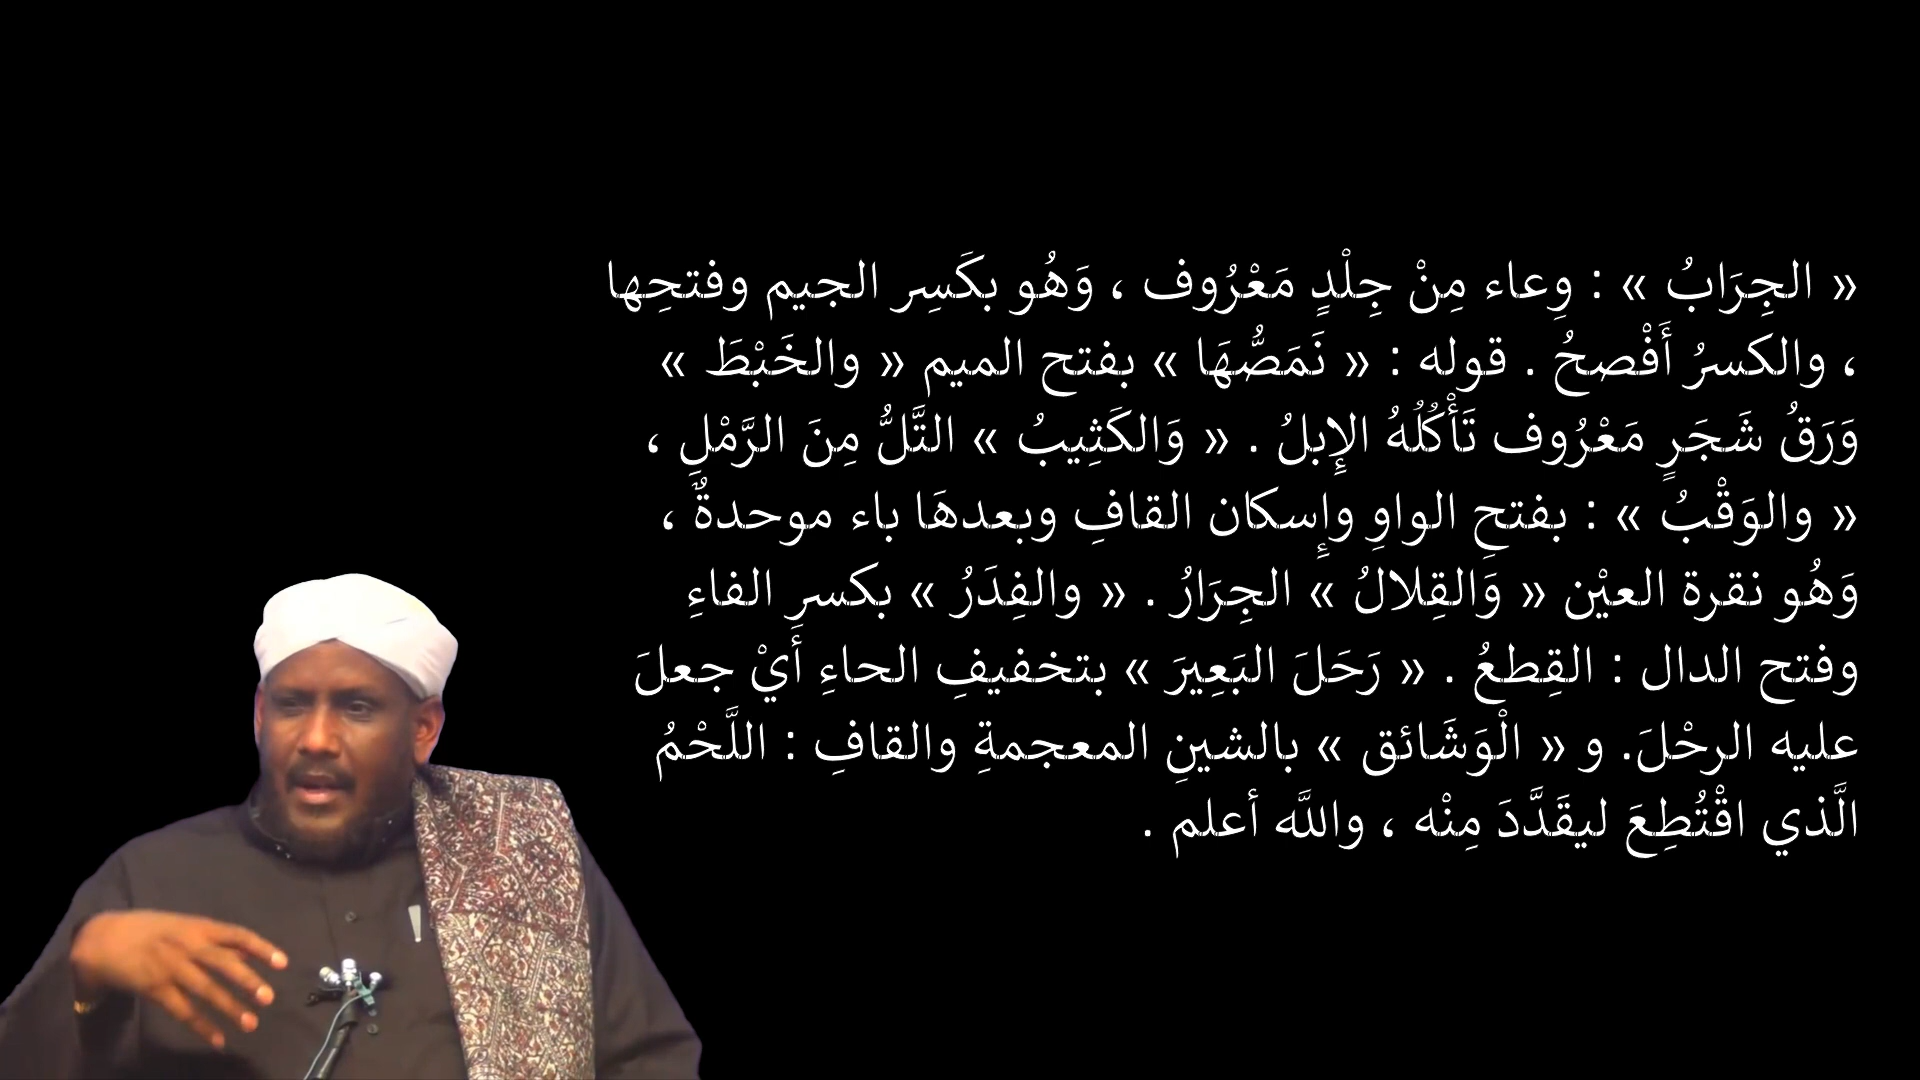 « الجِرَابُ » : وِعاء مِنْ جِلْدٍ مَعْرُوف ، وَهُو بكَسِر الجيم وفتحِها
، والكسرُ أَفْصحُ . قوله : « نَمَصُّهَا » بفتح الميم « والخَبْطَ »
وَرَقُ شَجَرٍ مَعْرُوف تَأْكُلُهُ الإِبلُ . « وَالكَثِيبُ » التَّلُّ مِنَ الرَّمْلِ ،
« والوَقْبُ » : بفتحِ الواوِ وإِسكان القافِ وبعدهَا باء موحدةٌ ،
وَهُو نقرة العيْن « وَالقِلالُ » الجِرَارُ . « والفِدَرُ » بكسرِ الفاءِ
وفتح الدال : القِطعُ . « رَحَلَ البَعِيرَ » بتخفيفِ الحاءِ أَيْ جعلَ
عليه الرحْلَ. و « الْوَشَائق » بالشينِ المعجمةِ والقافِ : اللَّحْمُ
الَّذي اقْتُطِعَ ليقَدَّدَ مِنْه ، واللَّه أعلم .